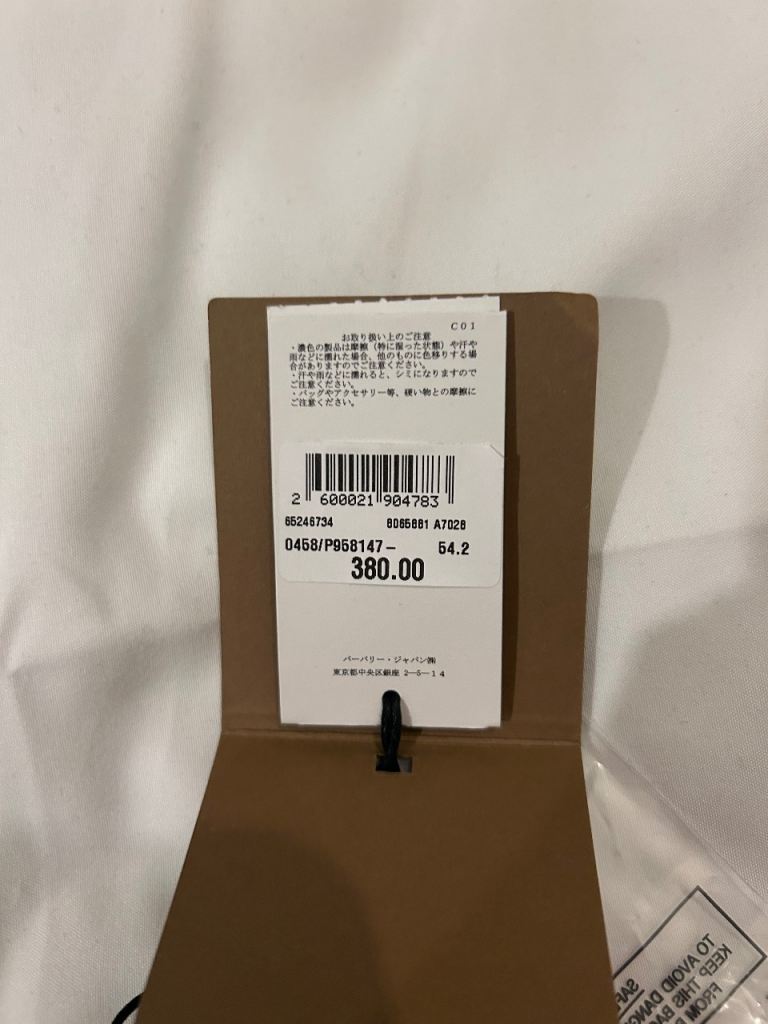 C01
お取り扱い上のご注意
・濃色の製品は摩擦（特に湿った状態）や汗や
雨などに濡れた場合、他のものに色移りする場
合がありますのでご注意ください。
・汗や雨などに濡れると、シミになりますので
ご注意ください。
・バッグやアクセサリー等、硬い物との摩擦に
ご注意ください。
2 600021 904783
65246734 8065881 A7028
0458/P958147- 54.2
380.00
バーバリー・ジャパン㈱
東京都中央区銀座 2-5-14
TO AVOID DANG
KEEP THIS BA
FROM